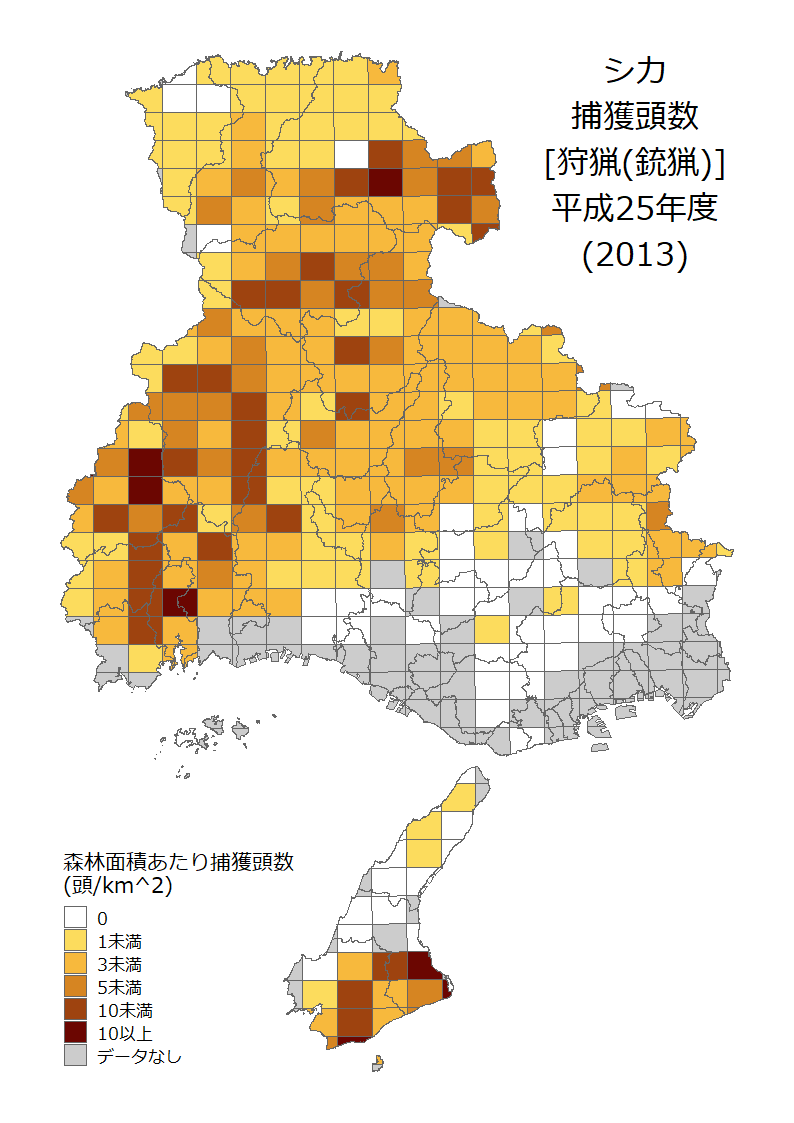 シカ
捕獲頭数
[狩猟(銃猟)]
平成25年度
(2013)
森林面積あたり捕獲頭数
(頭/km^2)
0
1未満
3未満
5未満
10未満
10以上
データなし